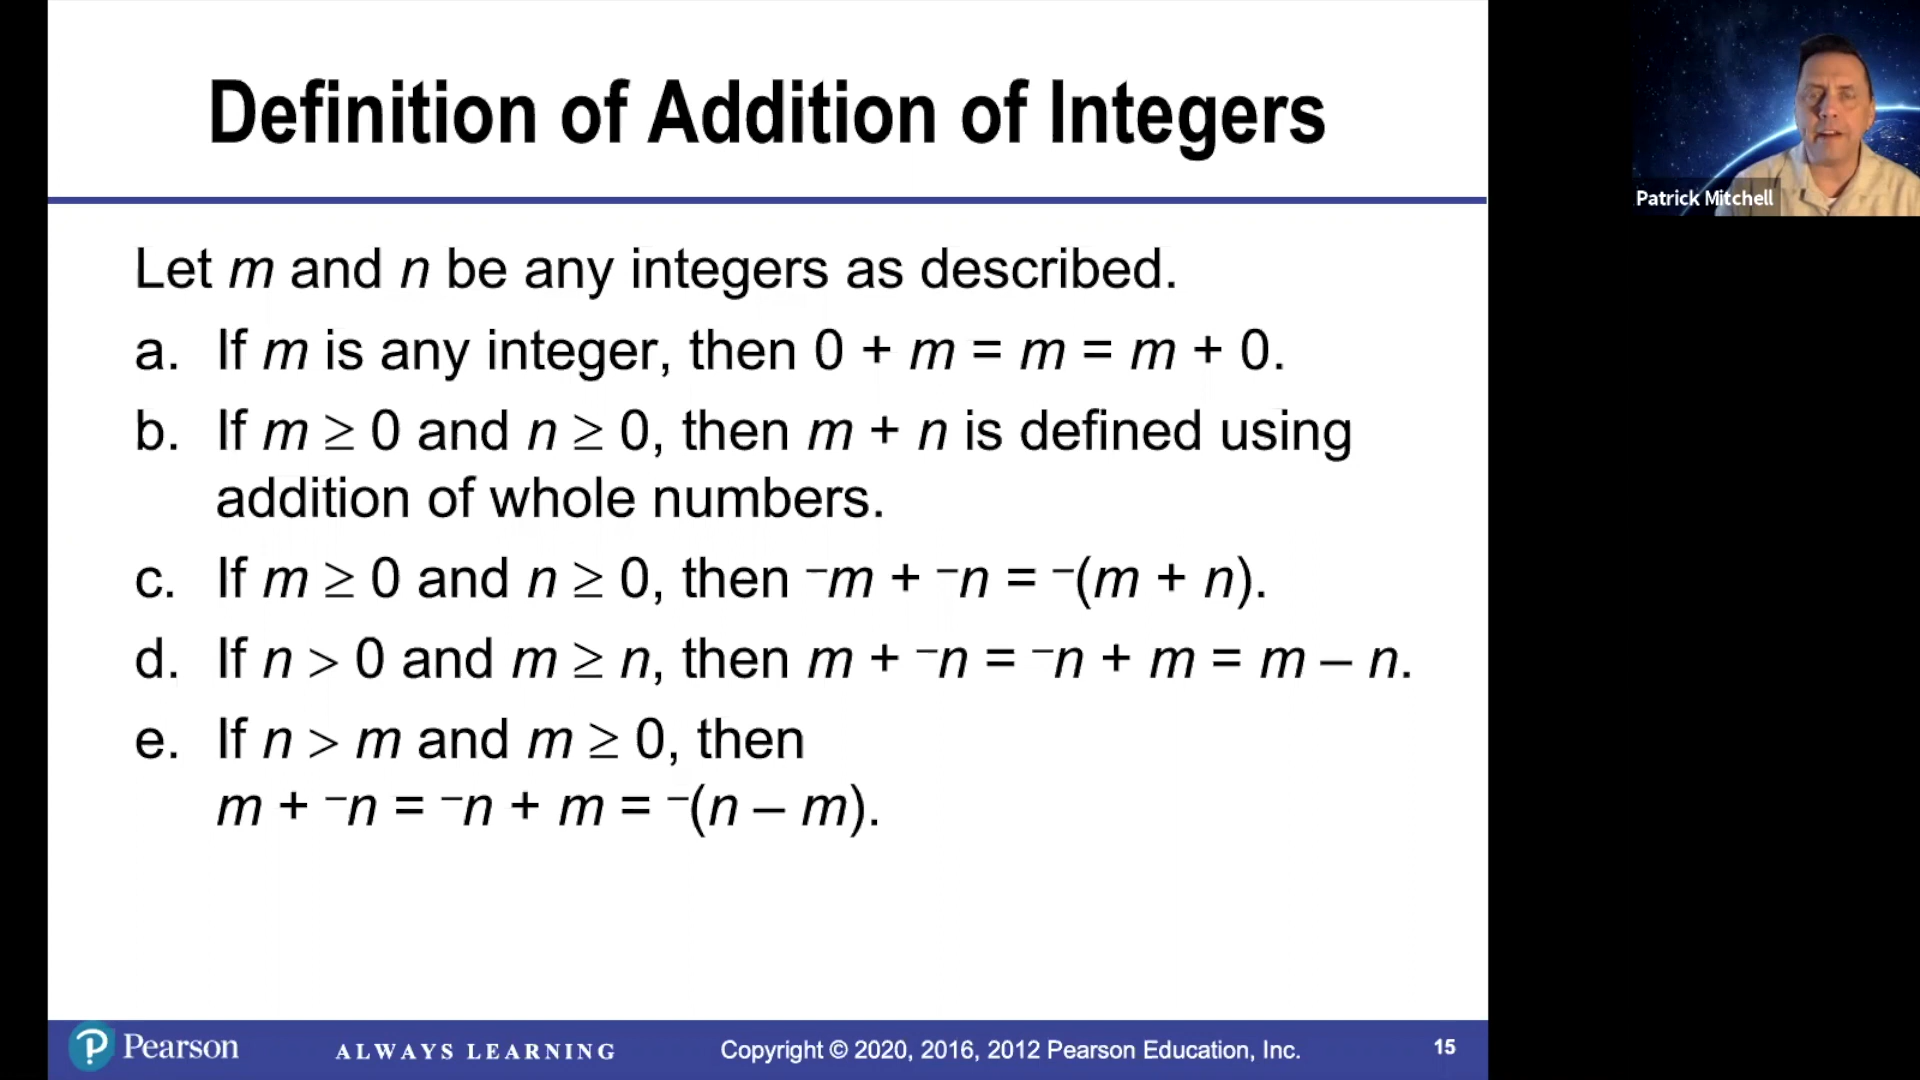 Definition of Addition of Integers
Patrick Mitchell
Let m and n be any integers as described.
a. If m is any integer, then 0 + m = m = m + 0.
b. If m ≥ 0 and n ≥ 0, then m + n is defined using
addition of whole numbers.
c. If m ≥ 0 and n ≥ 0, then ⁻m + ⁻n = ⁻(m + n).
d. If n > 0 and m ≥ n, then m + ⁻n = ⁻n + m = m – n.
e. If n > m and m ≥ 0, then
m + ⁻n = ⁻n + m = ⁻(n – m).
Pearson ALWAYS LEARNING Copyright © 2020, 2016, 2012 Pearson Education, Inc. 15